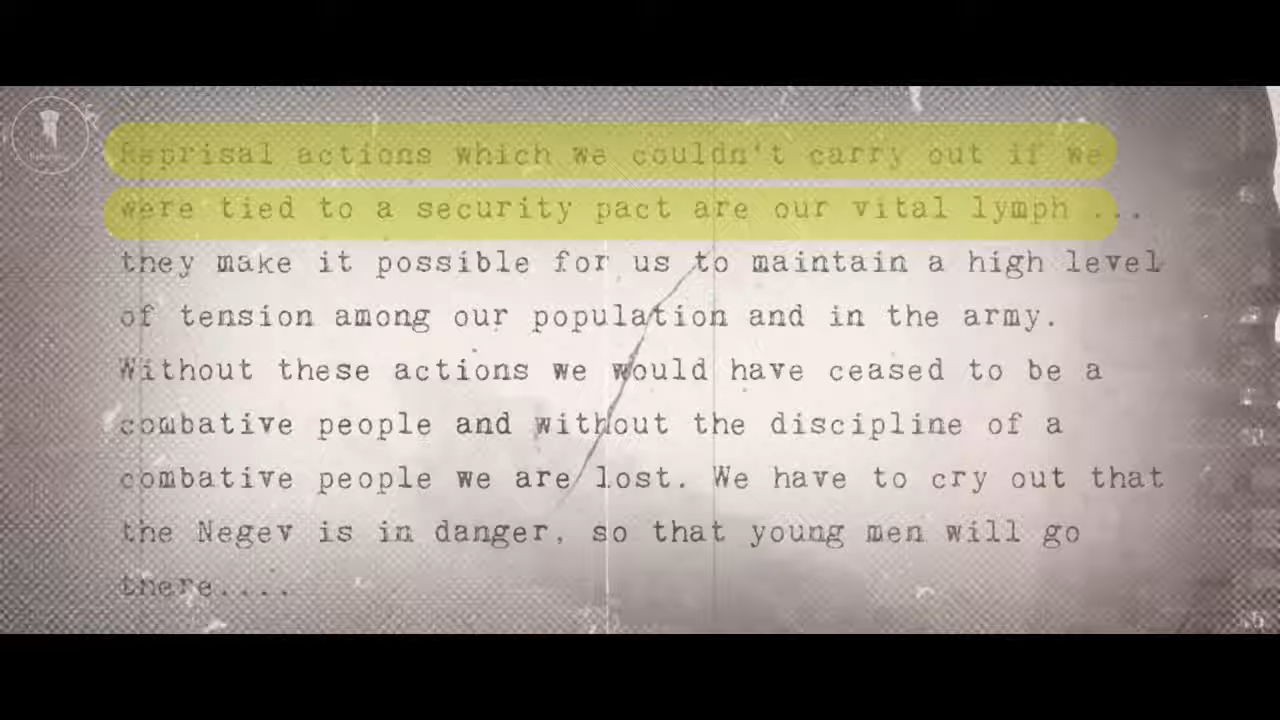 Reprisal actions which we couldn't carry out if we
were tied to a security pact are our vital lymph ...
they make it possible for us to maintain a high level
of tension among our population and in the army.
Without these actions we would have ceased to be a
combative people and without the discipline of a
combative people we are lost. We have to cry out that
the Negev is in danger, so that young men will go
there....